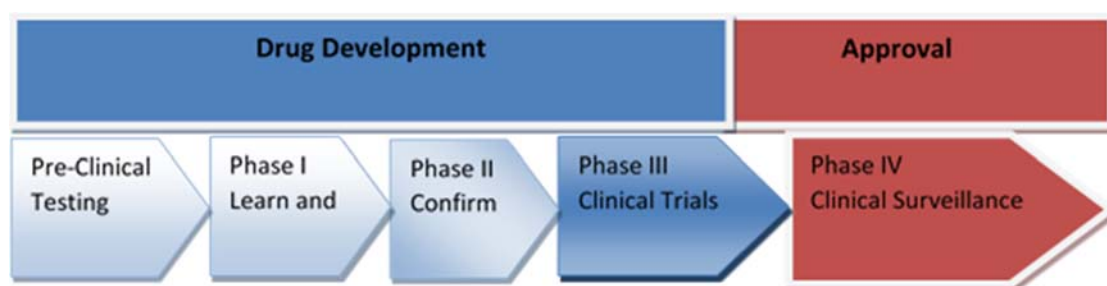 Drug Development
Approval
Pre-Clinical
Testing
Phase I
Learn and
Phase II
Confirm
Phase III
Clinical Trials
Phase IV
Clinical Surveillance